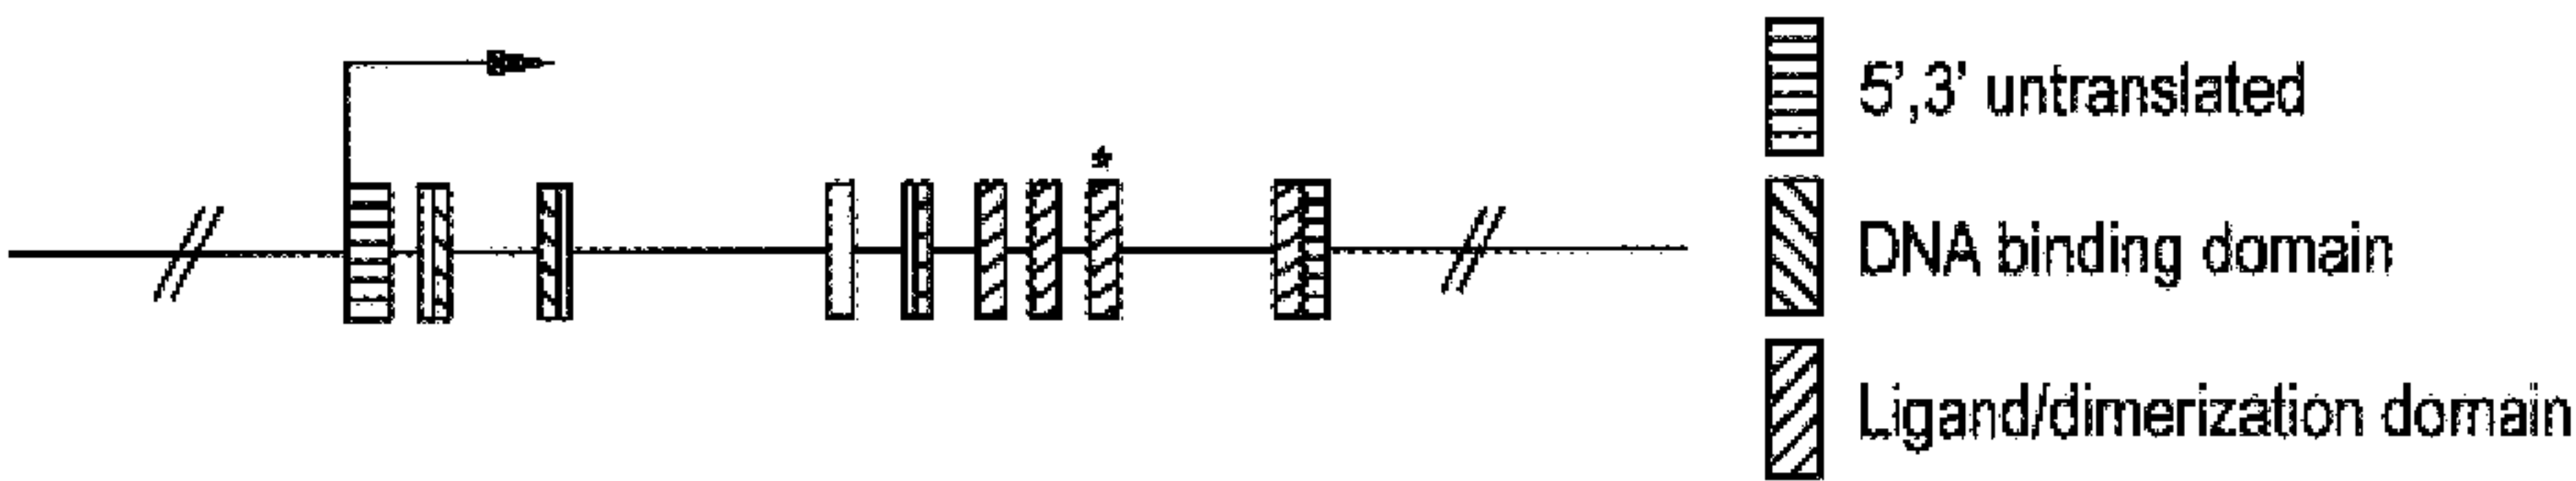 *
5',3' untranslated
DNA binding domain
Ligand/dimerization domain